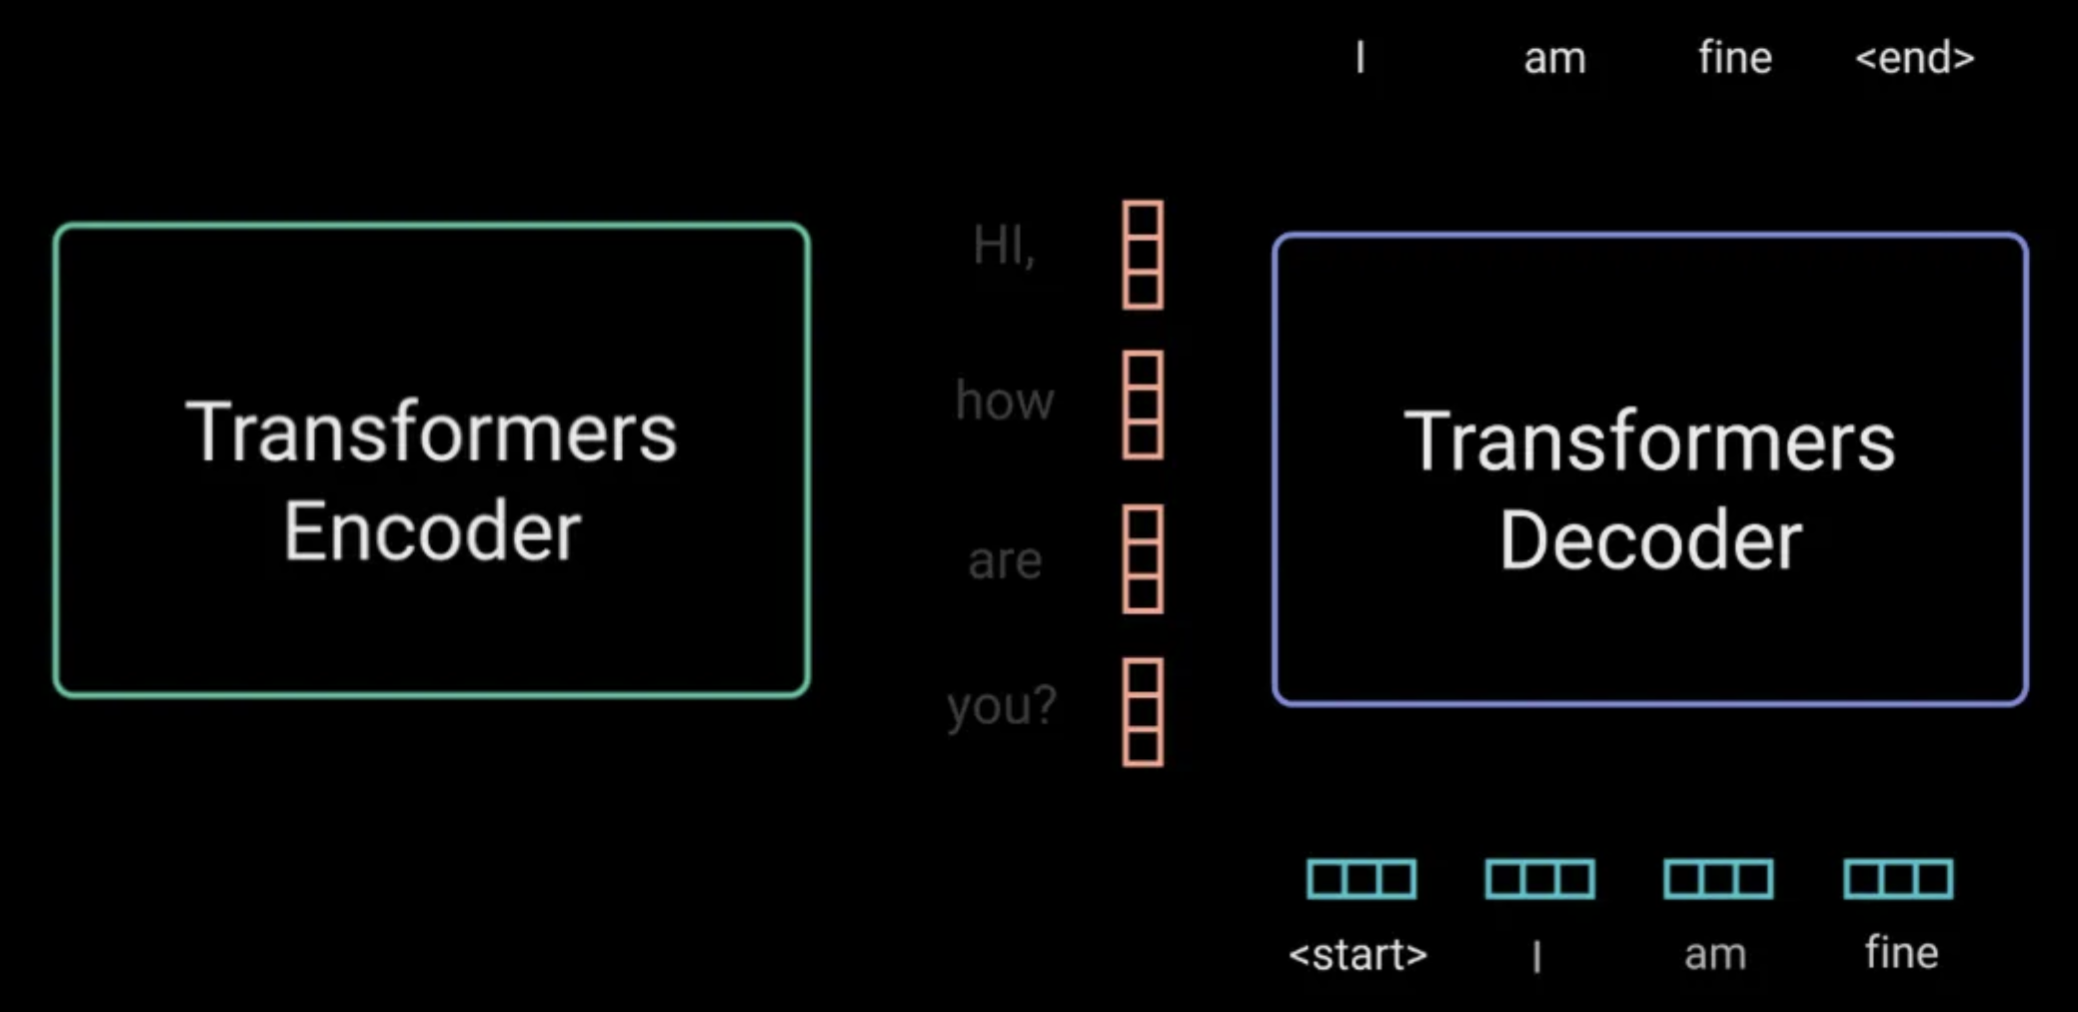 I am fine <end>
Transformers
Encoder
HI,
how
are
you?
Transformers
Decoder
<start> I am fine